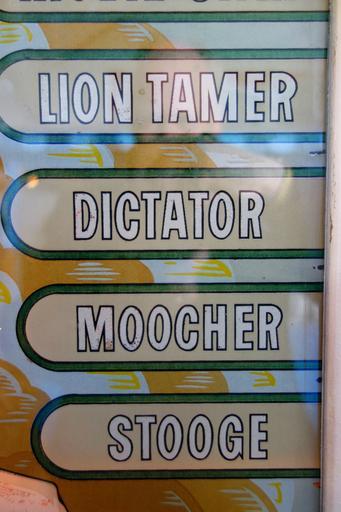 LION TAMER
DICTATOR
MOOCHER
STOOGE